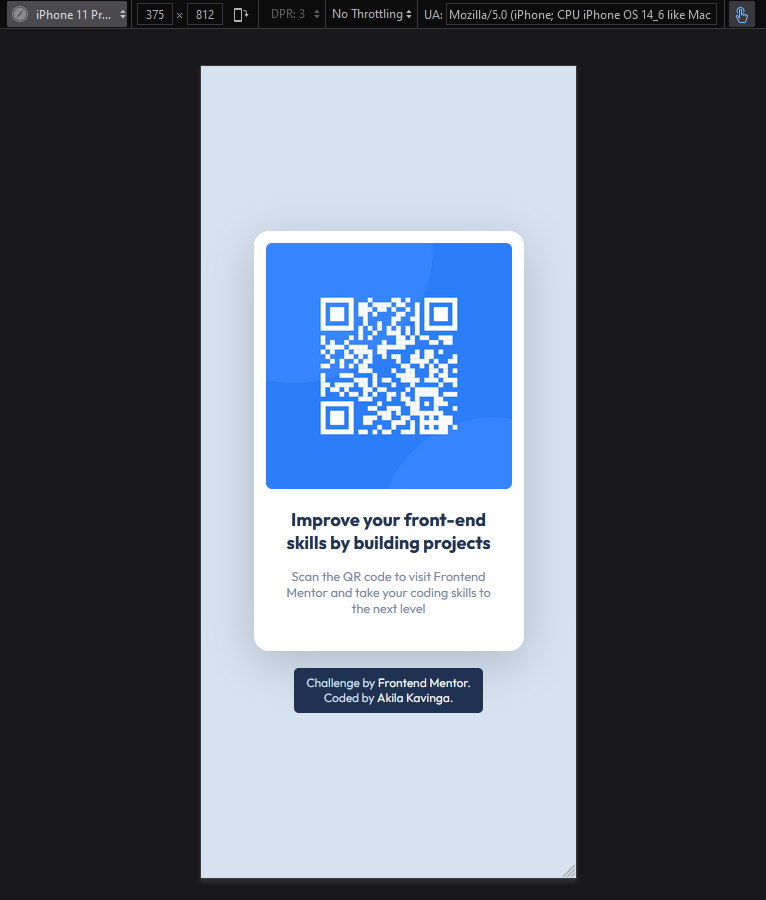 iPhone 11 Pr... 375 × 812 DPR: 3 No Throttling UA: Mozilla/5.0 (iPhone; CPU iPhone OS 14_6 like Mac
Improve your front-end
skills by building projects
Scan the QR code to visit Frontend
Mentor and take your coding skills to
the next level
Challenge by Frontend Mentor.
Coded by Akila Kavinga.